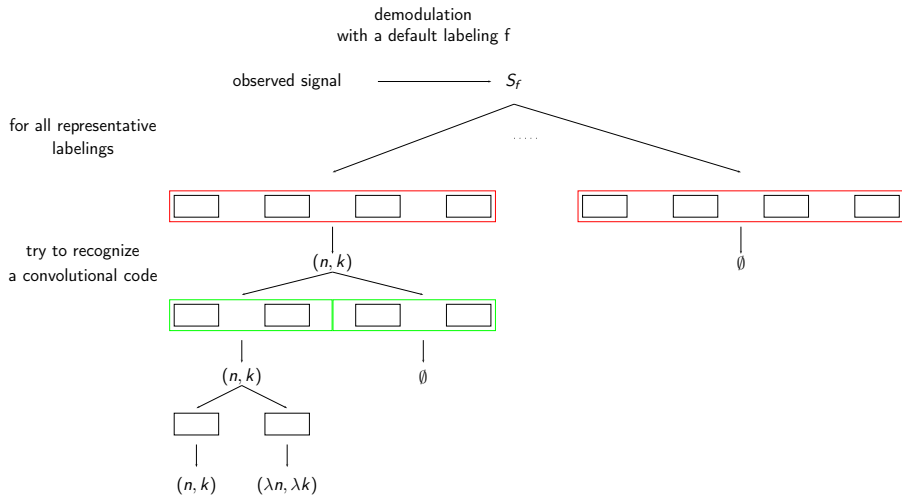 demodulation
with a default labeling f
observed signal
S_f
for all representative
labelings
.....
try to recognize
a convolutional code
(n, k)
∅
(n, k)
∅
(n, k)
(λn, λk)